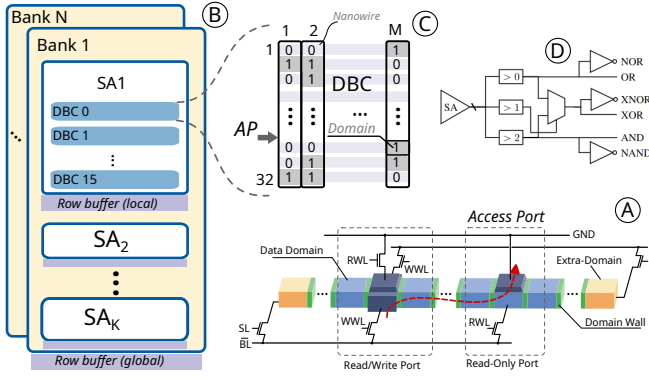 Bank N
Bank 1
B
SA1
DBC 0
DBC 1
...
DBC 15
Row buffer (local)
SA2
SAK
Row buffer (global)
1 2 M
Nanowire
C
1 0 0 1
1 1 0
0 1 0
DBC
AP
Domain
1
0 0 1
0 1 1
32 1 1 0
D
SA
> 0
> 1
> 2
NOR
OR
XNOR
XOR
AND
NAND
A
Access Port
GND
Data Domain
RWL
WWL
Extra-Domain
SL
BL
WWL
RWL
Domain Wall
Read/Write Port
Read-Only Port